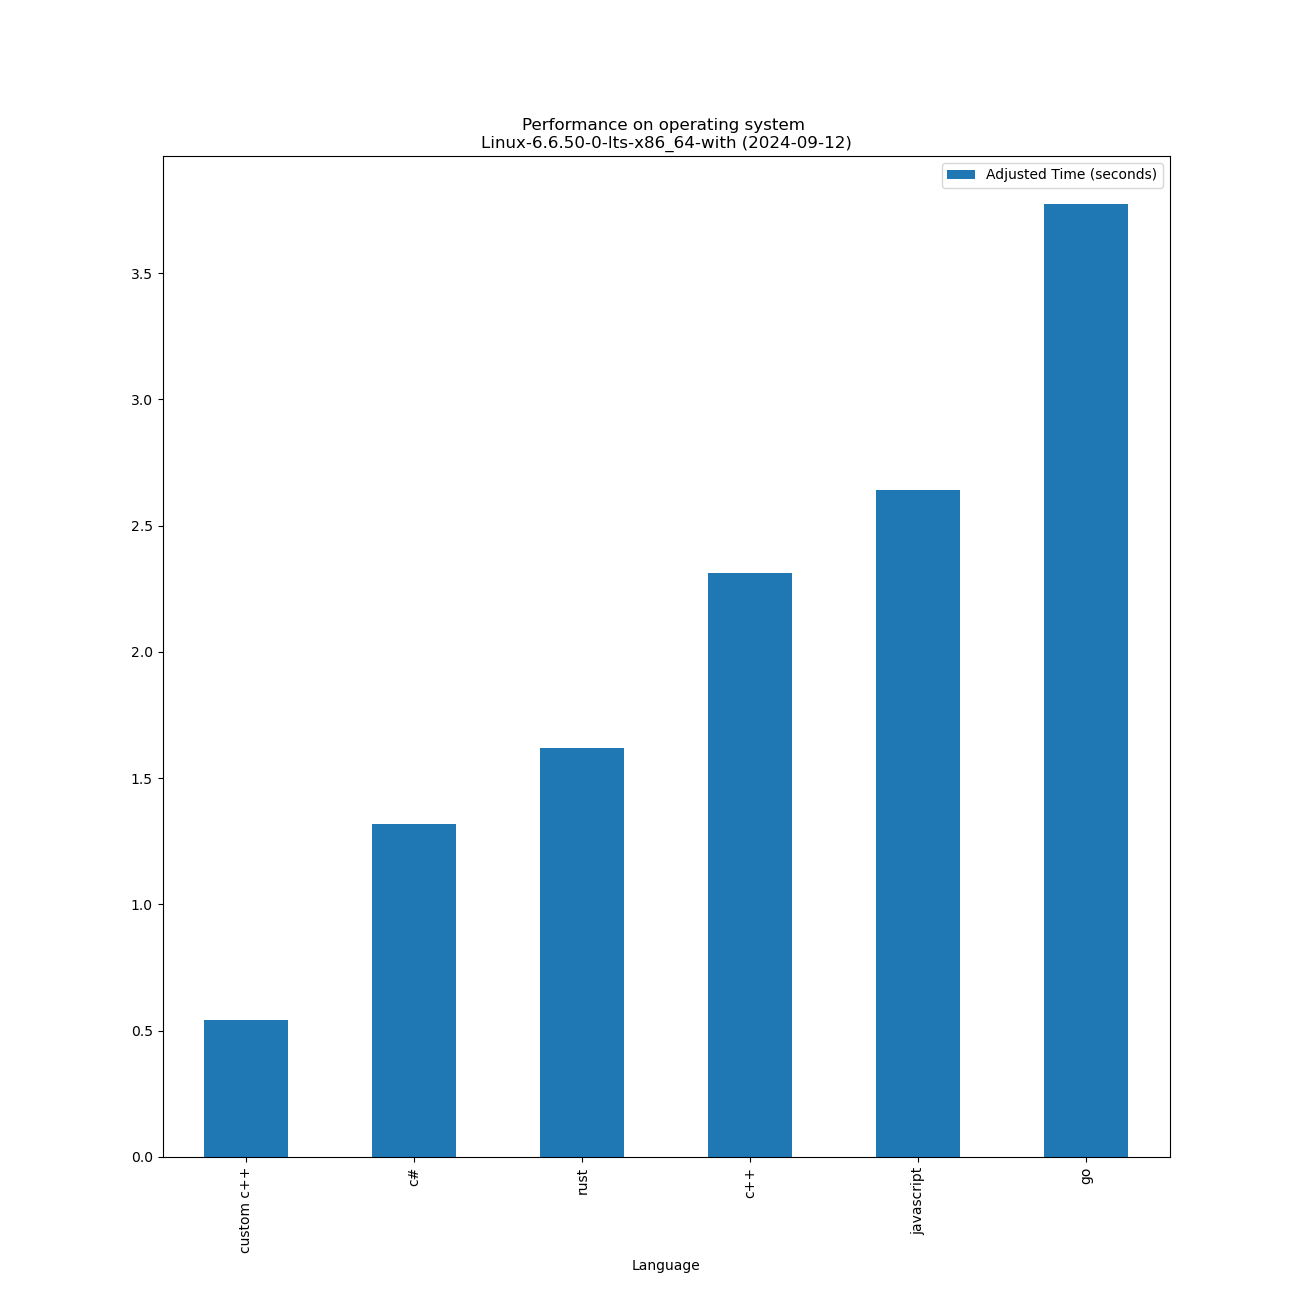 Performance on operating system
Linux-6.6.50-0-lts-x86_64-with (2024-09-12)
Adjusted Time (seconds)
3.5
3.0
2.5
2.0
1.5
1.0
0.5
0.0
custom c++
c#
rust
c++
javascript
go
Language